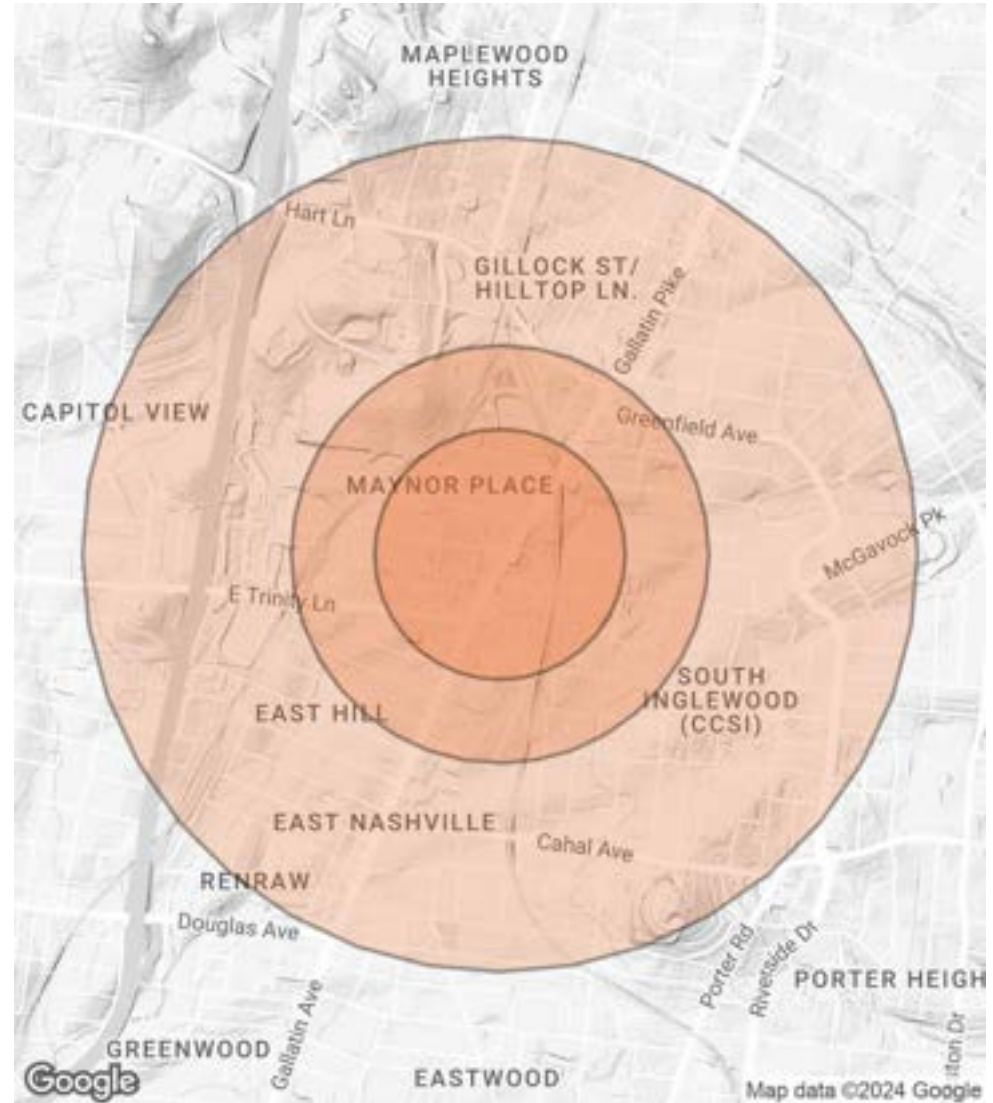 MAPLEWOOD
HEIGHTS
Hart Ln
GILLOCK ST/
HILLTOP LN.
Gallatin Pike
CAPITOL VIEW
Greenfield Ave
MAYNOR PLACE
McGavock Pk
E Trinity Ln
SOUTH
INGLEWOOD
(CCSI)
EAST HILL
EAST NASHVILLE
Cahal Ave
RENRAW
Douglas Ave
Porter Rd
Riverside Dr
PORTER HEIGH
Gallatin Ave
GREENWOOD
EASTWOOD
Google
Map data ©2024 Google